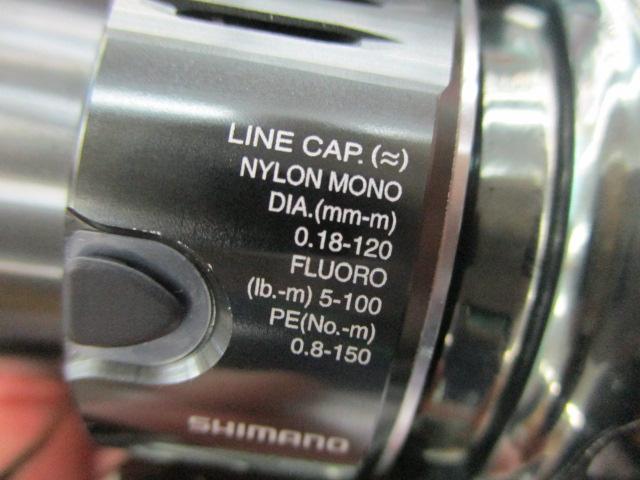 LINE CAP. (≈)
NYLON MONO
DIA.(mm-m)
0.18-120
FLUORO
(lb.-m) 5-100
PE(No.-m)
0.8-150
SHIMANO